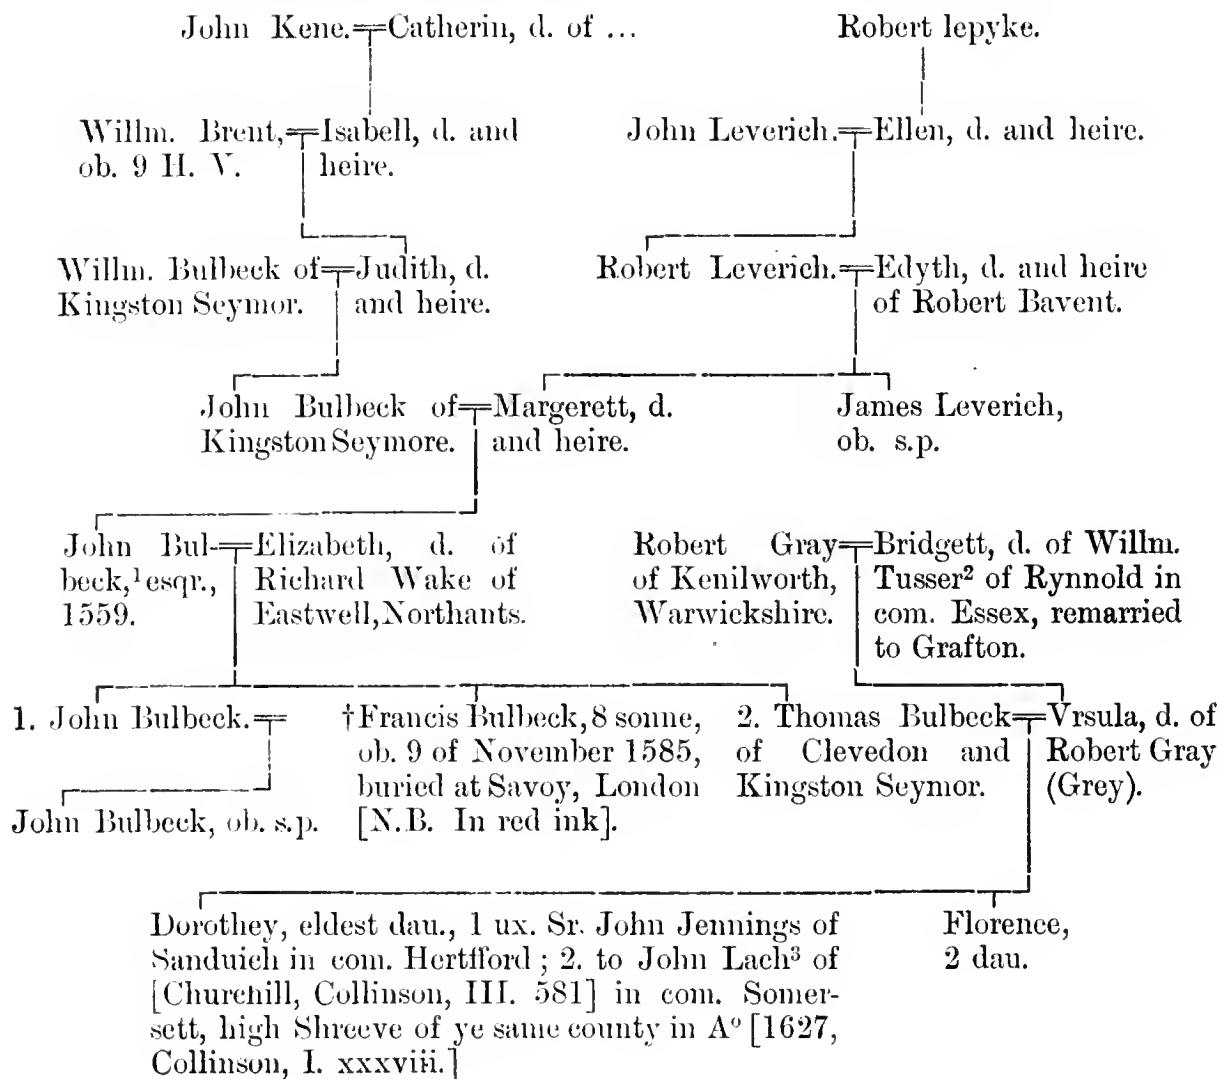 John Kene.=Catherin, d. of ... Robert lepyke.
Willm. Brent,=Isabell, d. and John Leverich.=Ellen, d. and heire.
ob. 9 H. V. heire.
Willm. Bulbeck of=Judith, d. Robert Leverich.=Edyth, d. and heire
Kingston Seymor. and heire. of Robert Bavent.
John Bulbeck of=Margerett, d. James Leverich,
Kingston Seymore. and heire. ob. s.p.
John Bul-=Elizabeth, d. of Robert Gray=Bridgett, d. of Willm.
beck,¹ esqr., Richard Wake of of Kenilworth, Tusser² of Rynnold in
1559. Eastwell, Northants. Warwickshire. com. Essex, remarried
to Grafton.
1. John Bulbeck.= †Francis Bulbeck, 8 sonne, 2. Thomas Bulbeck=Vrsula, d. of
ob. 9 of November 1585, of Clevedon and Robert Gray
buried at Savoy, London Kingston Seymor. (Grey).
John Bulbeck, ob. s.p. [N.B. In red ink].
Dorothey, eldest dau., 1 ux. Sr. John Jennings of Florence,
Sanduich in com. Hertfford ; 2. to John Lach³ of 2 dau.
[Churchill, Collinson, III. 581] in com. Somer-
sett, high Shreeve of ye same county in Aº [1627,
Collinson, I. xxxviii.]